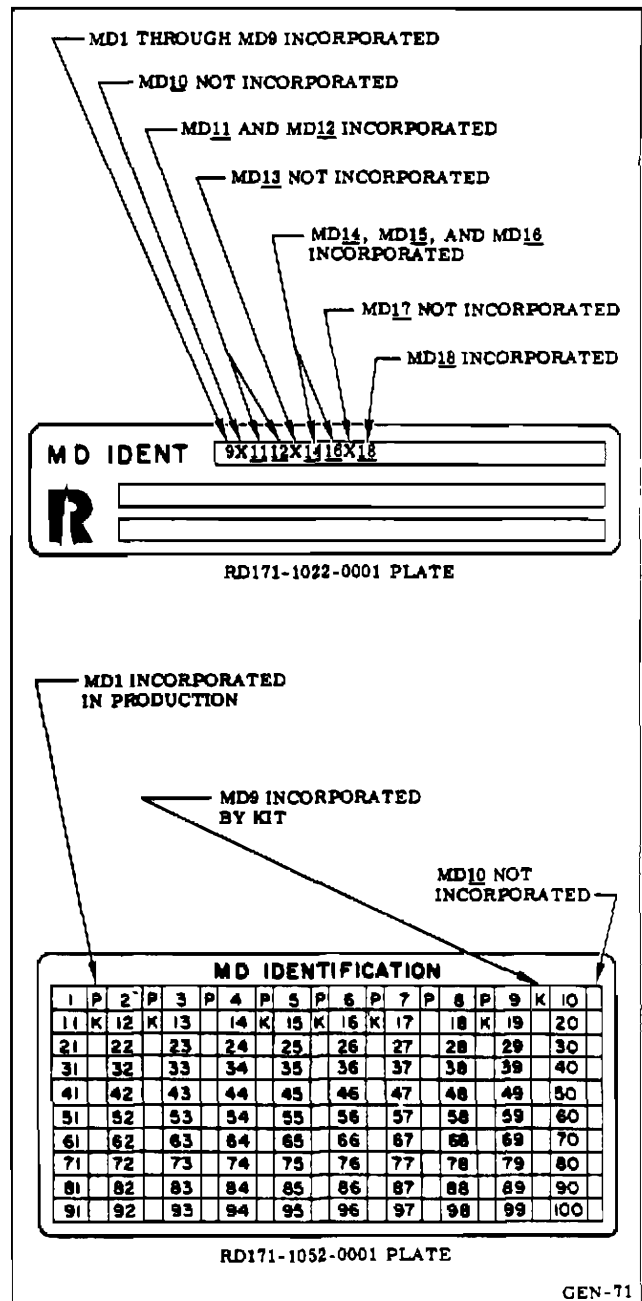 MD1 THROUGH MD9 INCORPORATED
MD10 NOT INCORPORATED
MD11 AND MD12 INCORPORATED
MD13 NOT INCORPORATED
MD14, MD15, AND MD16
INCORPORATED
MD17 NOT INCORPORATED
MD18 INCORPORATED
MD IDENT 9X1112X1416X18
R
RD171-1022-0001 PLATE
MD1 INCORPORATED
IN PRODUCTION
MD9 INCORPORATED
BY KIT
MD10 NOT
INCORPORATED
MD IDENTIFICATION
1 P 2 P 3 P 4 P 5 P 6 P 7 P 8 P 9 K 10
11 K 12 K 13 14 K 15 K 16 K 17 18 K 19 20
21 22 23 24 25 26 27 28 29 30
31 32 33 34 35 36 37 38 39 40
41 42 43 44 45 46 47 48 49 50
51 52 53 54 55 56 57 58 59 60
61 62 63 64 65 66 67 68 69 70
71 72 73 74 75 76 77 78 79 80
81 82 83 84 85 86 87 88 89 90
91 92 93 94 95 96 97 98 99 100
RD171-1052-0001 PLATE
GEN-71